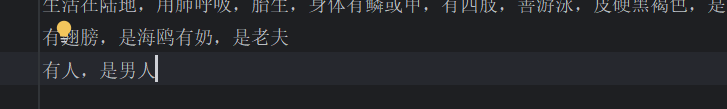 生活在陆地，用肺呼吸，胎生，身体有鳞或甲，有四肢，善游泳，皮硬黑褐色，是
有翅膀，是海鸥有奶，是老夫
有人，是男人